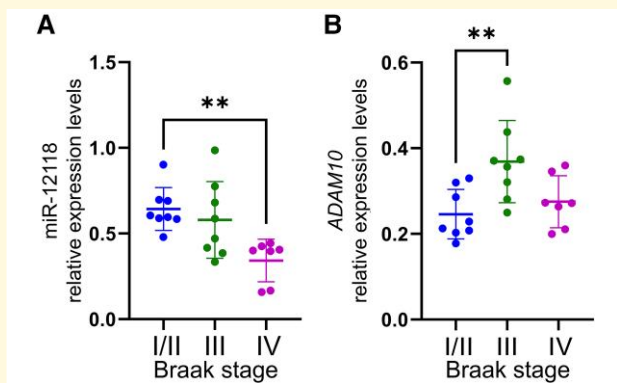 A
miR-12118
relative expression levels
1.5
1.0
0.5
0.0
**
I/II III IV
Braak stage
B
ADAM10
relative expression levels
0.6
0.4
0.2
0.0
**
I/II III IV
Braak stage